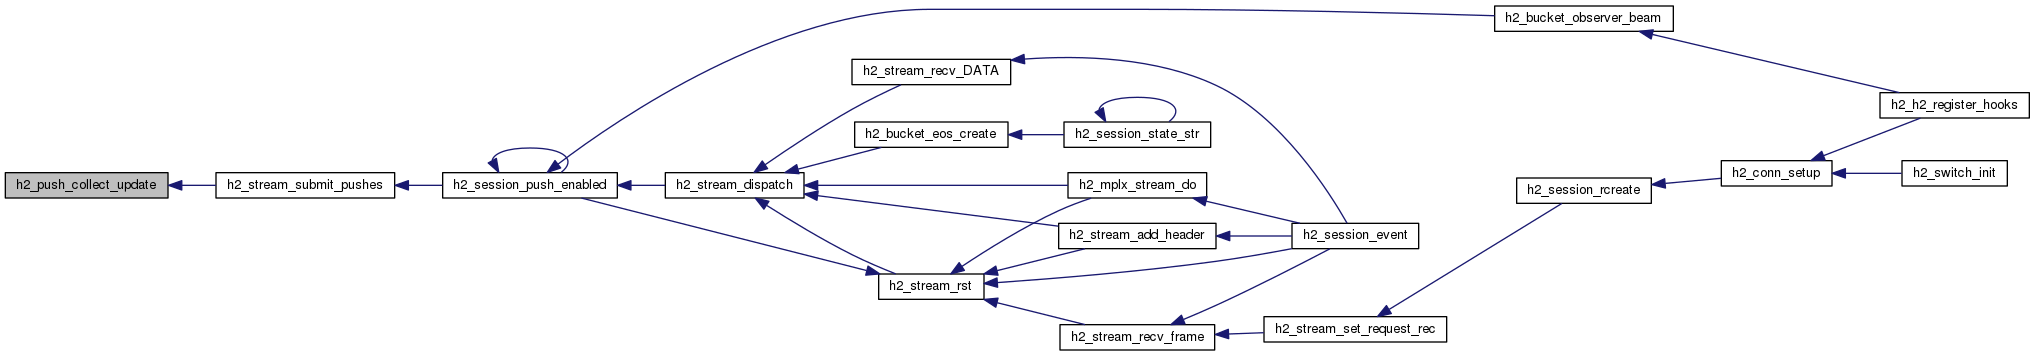 h2_bucket_observer_beam
h2_stream_recv_DATA
h2_h2_register_hooks
h2_bucket_eos_create
h2_session_state_str
h2_push_collect_update
h2_stream_submit_pushes
h2_session_push_enabled
h2_stream_dispatch
h2_mplx_stream_do
h2_session_rcreate
h2_conn_setup
h2_switch_init
h2_stream_add_header
h2_session_event
h2_stream_rst
h2_stream_recv_frame
h2_stream_set_request_rec